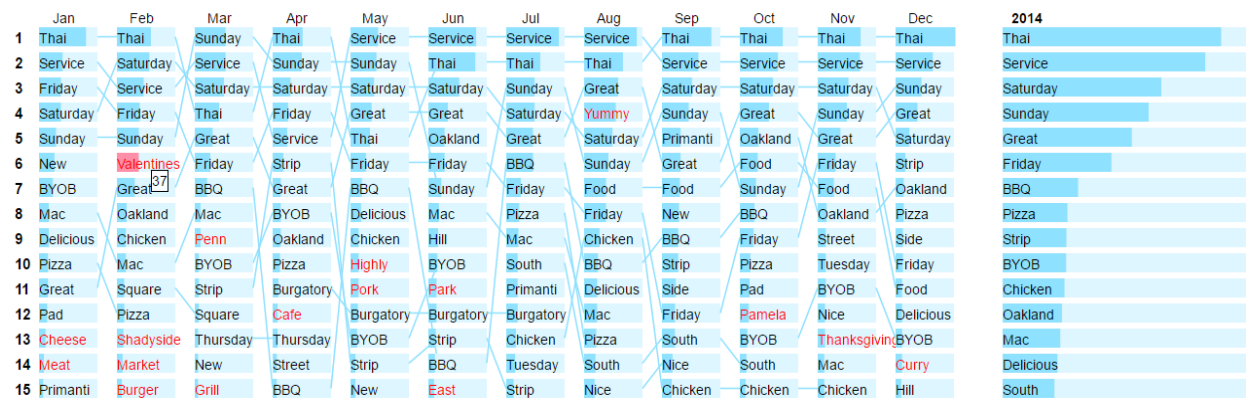 Jan Feb Mar Apr May Jun Jul Aug Sep Oct Nov Dec 2014
1 Thai Thai Sunday Thai Service Service Service Service Thai Thai Thai Thai Thai
2 Service Saturday Service Sunday Sunday Thai Thai Thai Service Service Service Service Service
3 Friday Service Saturday Saturday Saturday Saturday Sunday Great Saturday Saturday Saturday Sunday Saturday
4 Saturday Friday Thai Friday Great Great Saturday Yummy Sunday Great Sunday Great Sunday
5 Sunday Sunday Great Service Thai Oakland Great Saturday Primanti Oakland Great Saturday Great
6 New Valentines Friday Strip Friday Friday BBQ Sunday Great Food Friday Strip Friday
7 BYOB Great 37 BBQ Great BBQ Sunday Friday Food Food Sunday Food Oakland BBQ
8 Mac Oakland Mac BYOB Delicious Mac Pizza Friday New BBQ Oakland Pizza Pizza
9 Delicious Chicken Penn Oakland Chicken Hill Mac Chicken BBQ Friday Street Side Strip
10 Pizza Mac BYOB Pizza Highly BYOB South BBQ Strip Pizza Tuesday Friday BYOB
11 Great Square Strip Burgatory Pork Park Primanti Delicious Side Pad BYOB Food Chicken
12 Pad Pizza Square Cafe Burgatory Burgatory Burgatory Mac Friday Pamela Nice Delicious Oakland
13 Cheese Shadyside Thursday Thursday BYOB Strip Chicken Pizza South BYOB Thanksgiving BYOB Mac
14 Meat Market New Street Strip BBQ Tuesday South Nice South Mac Curry Delicious
15 Primanti Burger Grill BBQ New East Strip Nice Chicken Chicken Chicken Hill South